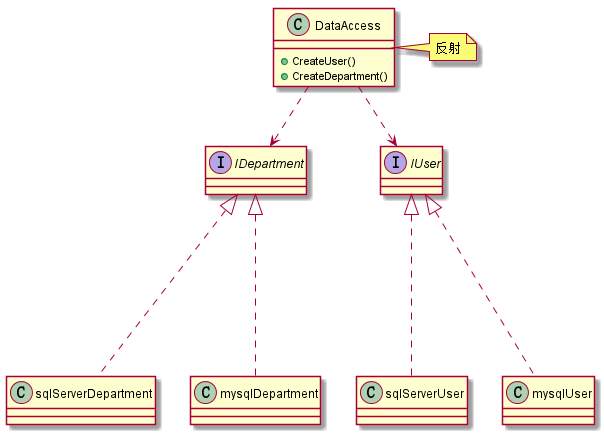 C DataAccess
CreateUser()
CreateDepartment()
反射
I IDepartment
I IUser
C sqlServerDepartment
C mysqlDepartment
C sqlServerUser
C mysqlUser